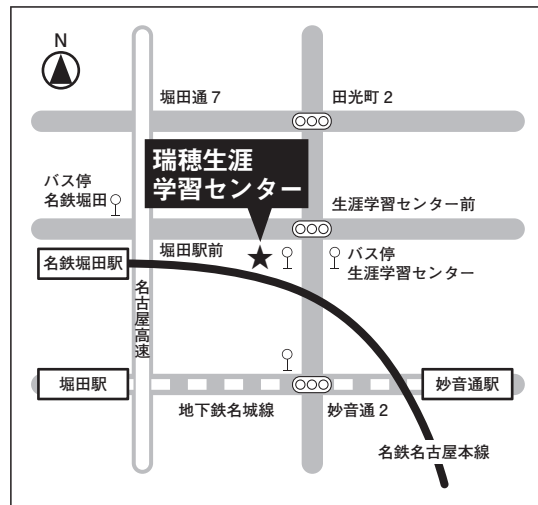 N
堀田通7
田光町2
瑞穂生涯
学習センター
バス停
名鉄堀田
生涯学習センター前
堀田駅前
バス停
生涯学習センター
名鉄堀田駅
名古屋高速
堀田駅
妙音通駅
地下鉄名城線
妙音通2
名鉄名古屋本線